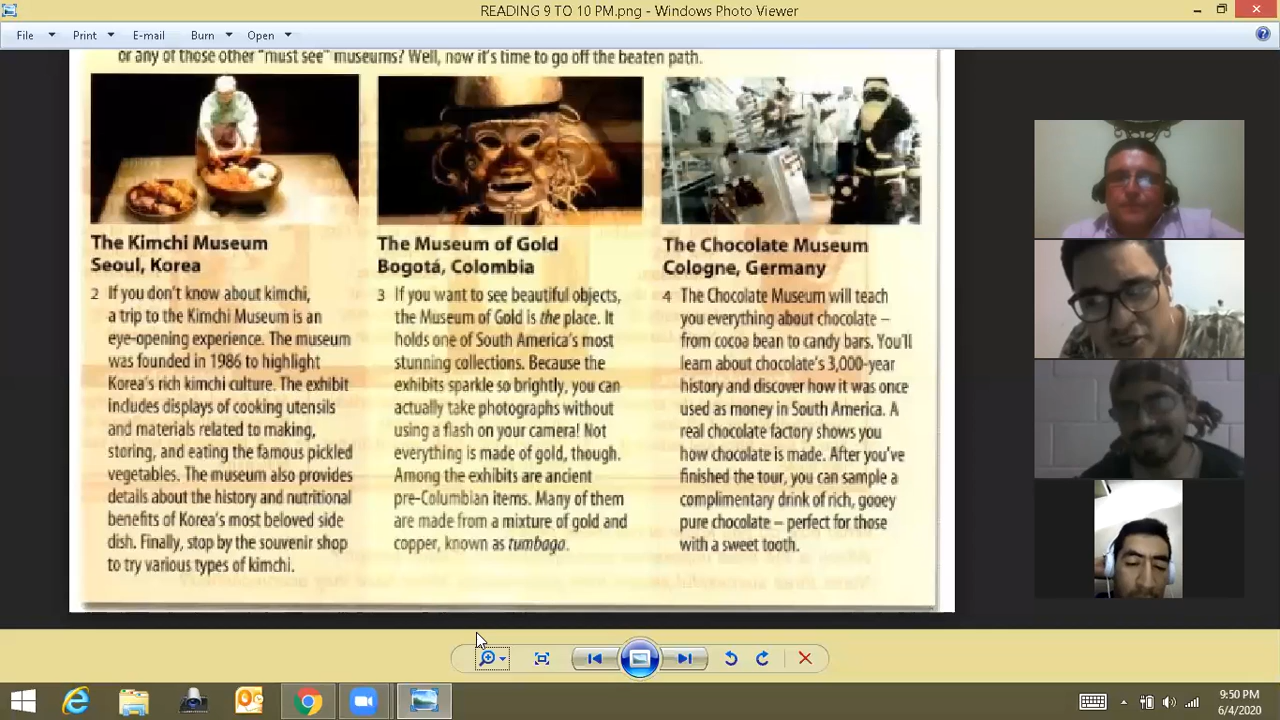 READING 9 TO 10 PM.png - Windows Photo Viewer
File Print E-mail Burn Open
or any of those other "must see" museums? Well, now it's time to go off the beaten path.
The Kimchi Museum
Seoul, Korea
2 If you don't know about kimchi,
a trip to the Kimchi Museum is an
eye-opening experience. The museum
was founded in 1986 to highlight
Korea's rich kimchi culture. The exhibit
includes displays of cooking utensils
and materials related to making,
storing, and eating the famous pickled
vegetables. The museum also provides
details about the history and nutritional
benefits of Korea's most beloved side
dish. Finally, stop by the souvenir shop
to try various types of kimchi.
The Museum of Gold
Bogotá, Colombia
3 If you want to see beautiful objects,
the Museum of Gold is the place. It
holds one of South America's most
stunning collections. Because the
exhibits sparkle so brightly, you can
actually take photographs without
using a flash on your camera! Not
everything is made of gold, though.
Among the exhibits are ancient
pre-Columbian items. Many of them
are made from a mixture of gold and
copper, known as tumbaga.
The Chocolate Museum
Cologne, Germany
4 The Chocolate Museum will teach
you everything about chocolate –
from cocoa bean to candy bars. You'll
learn about chocolate's 3,000-year
history and discover how it was once
used as money in South America. A
real chocolate factory shows you
how chocolate is made. After you've
finished the tour, you can sample a
complimentary drink of rich, gooey
pure chocolate – perfect for those
with a sweet tooth.
9:50 PM
6/4/2020